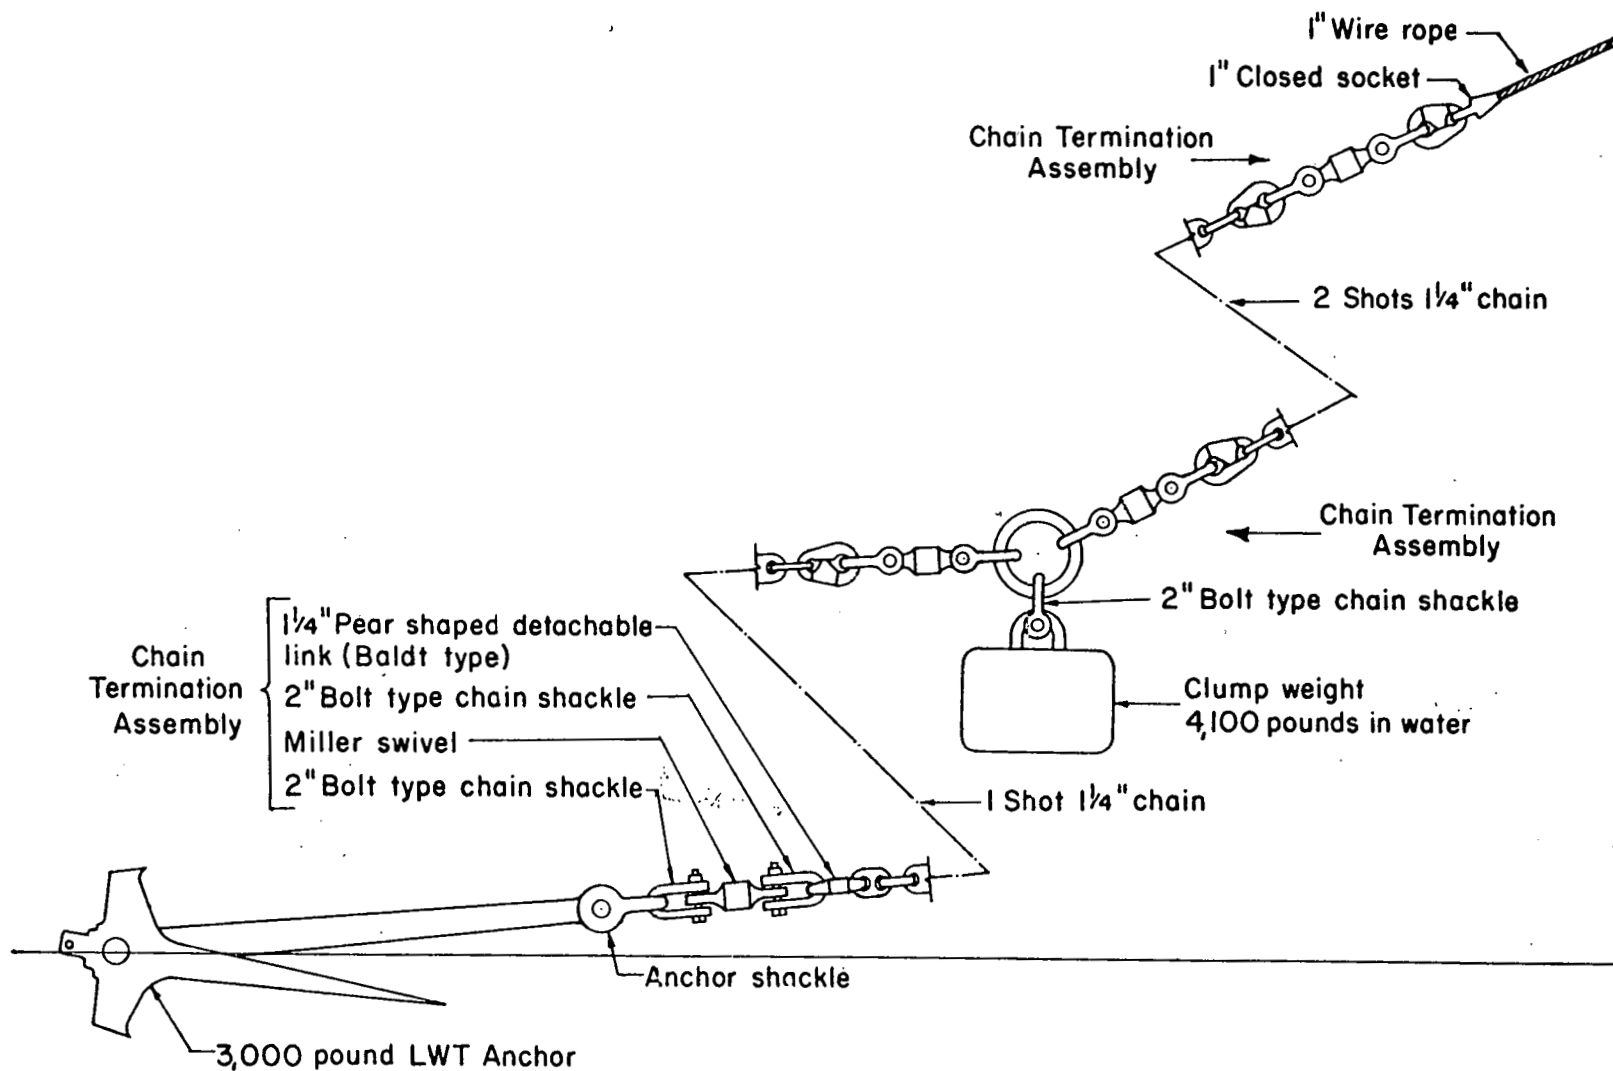 1" Wire rope
1" Closed socket
Chain Termination
Assembly
2 Shots 1¼" chain
Chain Termination
Assembly
2" Bolt type chain shackle
Clump weight
4,100 pounds in water
1¼" Pear shaped detachable
link (Baldt type)
2" Bolt type chain shackle
Miller swivel
2" Bolt type chain shackle
Chain
Termination
Assembly
1 Shot 1¼" chain
Anchor shackle
3,000 pound LWT Anchor